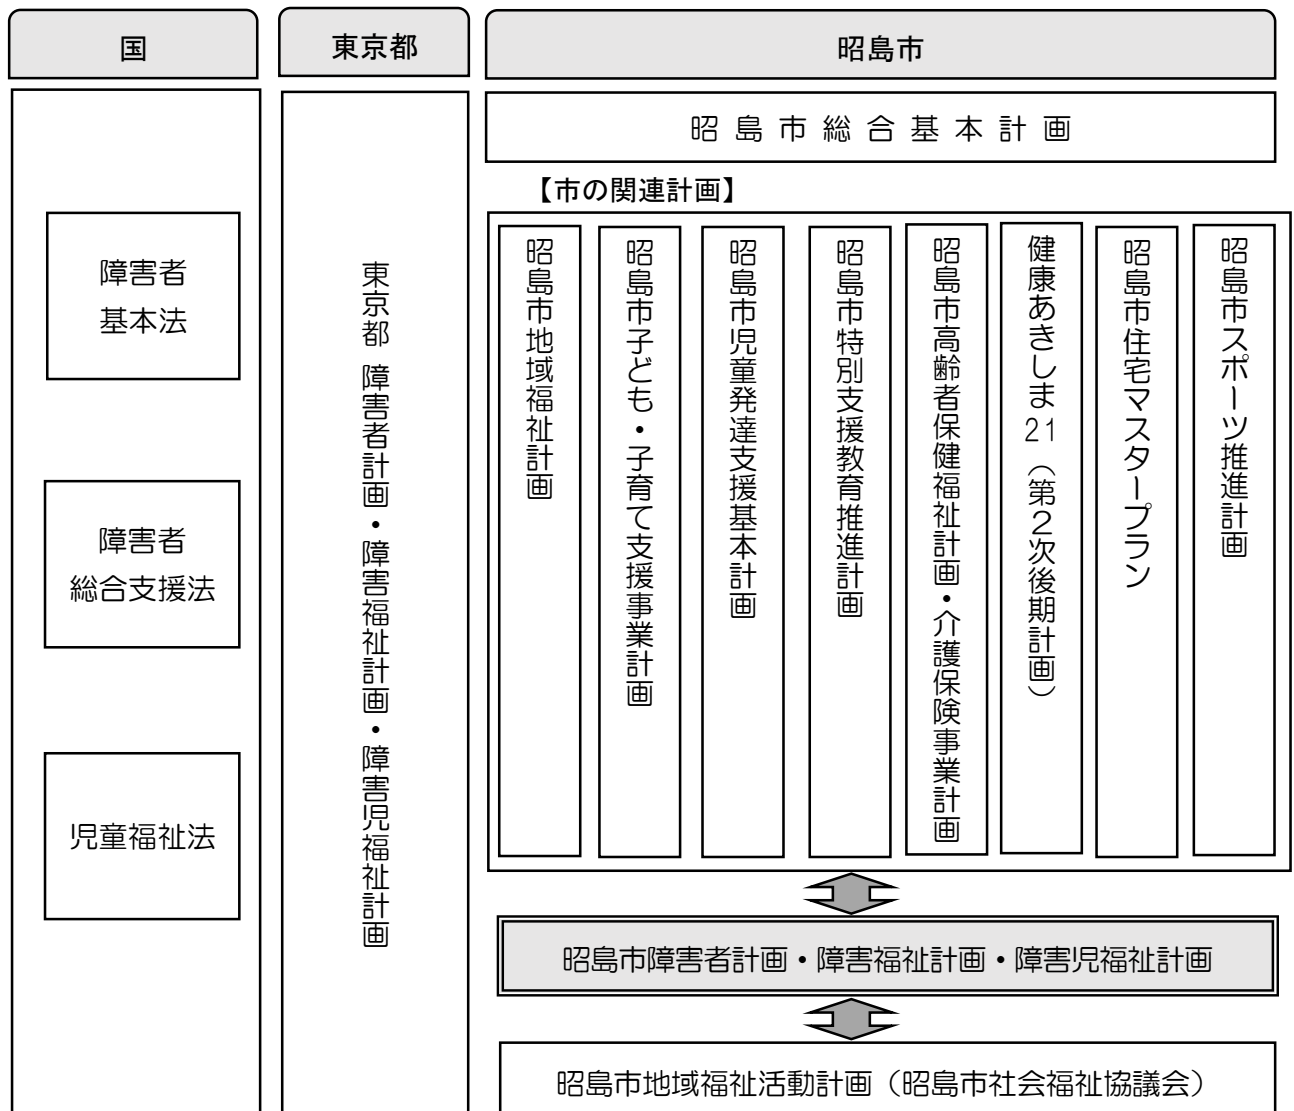 国
東京都
昭島市
障害者
基本法
障害者
総合支援法
児童福祉法
東京都 障害者計画・障害福祉計画・障害児福祉計画
昭島市総合基本計画
【市の関連計画】
昭島市地域福祉計画
昭島市子ども・子育て支援事業計画
昭島市児童発達支援基本計画
昭島市特別支援教育推進計画
昭島市高齢者保健福祉計画・介護保険事業計画
健康あきしま21（第２次後期計画）
昭島市住宅マスタープラン
昭島市スポーツ推進計画
昭島市障害者計画・障害福祉計画・障害児福祉計画
昭島市地域福祉活動計画（昭島市社会福祉協議会）